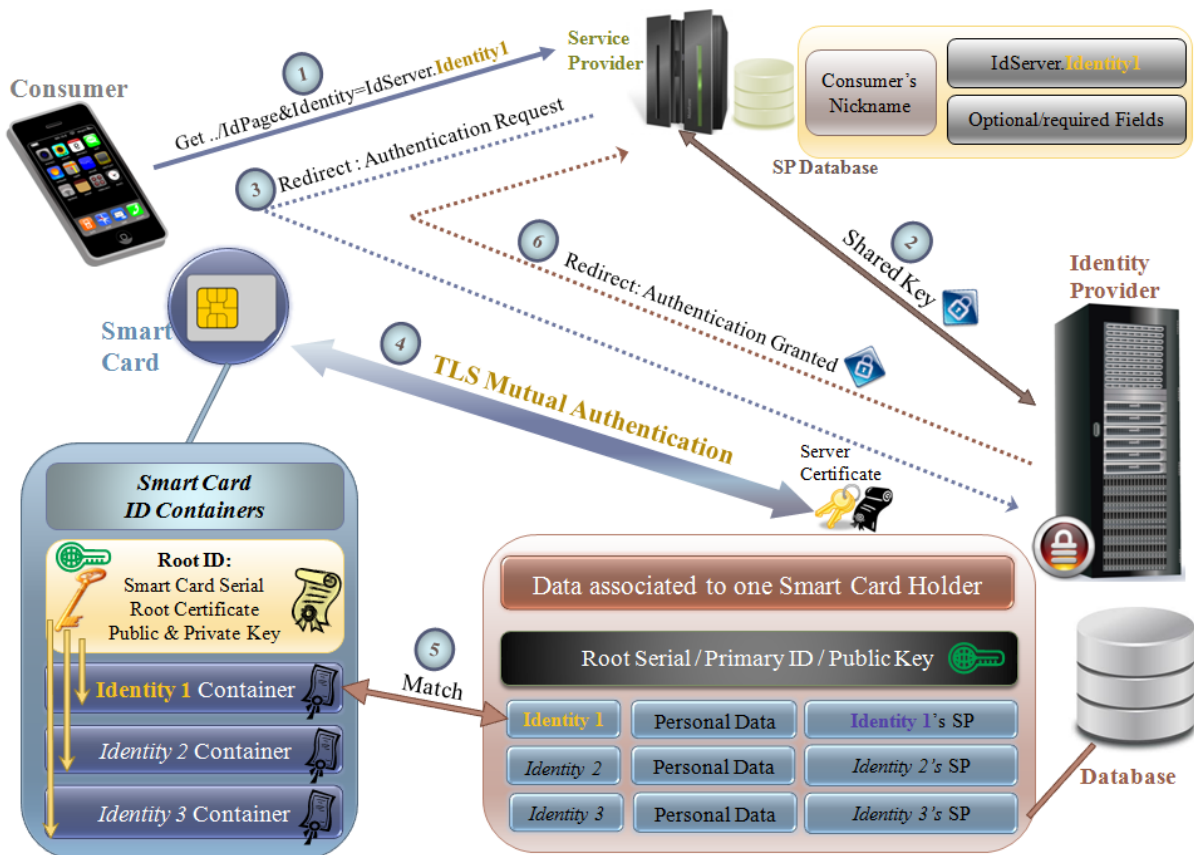 Consumer
1
Get ../IdPage&Identity=IdServer.Identity1
Service
Provider
Consumer's
Nickname
IdServer.Identity1
Optional/required Fields
SP Database
3
Redirect : Authentication Request
2
Shared Key
6
Redirect: Authentication Granted
Identity
Provider
Smart
Card
4
TLS Mutual Authentication
Server
Certificate
Smart Card
ID Containers
Root ID:
Smart Card Serial
Root Certificate
Public & Private Key
Identity 1 Container
Identity 2 Container
Identity 3 Container
5
Match
Data associated to one Smart Card Holder
Root Serial / Primary ID / Public Key
Identity 1
Personal Data
Identity 1's SP
Identity 2
Personal Data
Identity 2's SP
Identity 3
Personal Data
Identity 3's SP
Database